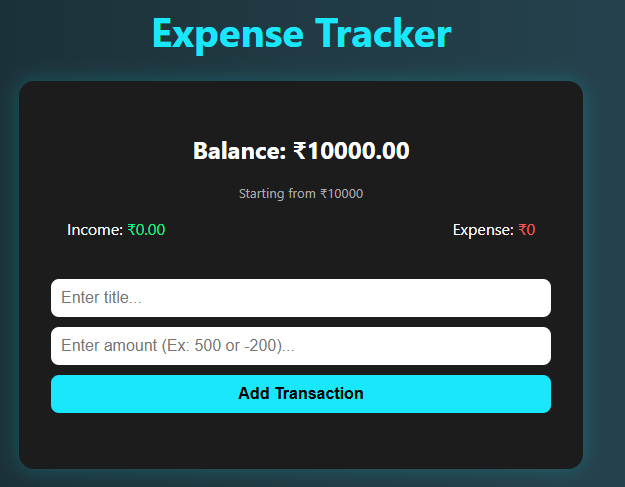 Expense Tracker
Balance: ₹10000.00
Starting from ₹10000
Income: ₹0.00 Expense: ₹0
Enter title...
Enter amount (Ex: 500 or -200)...
Add Transaction